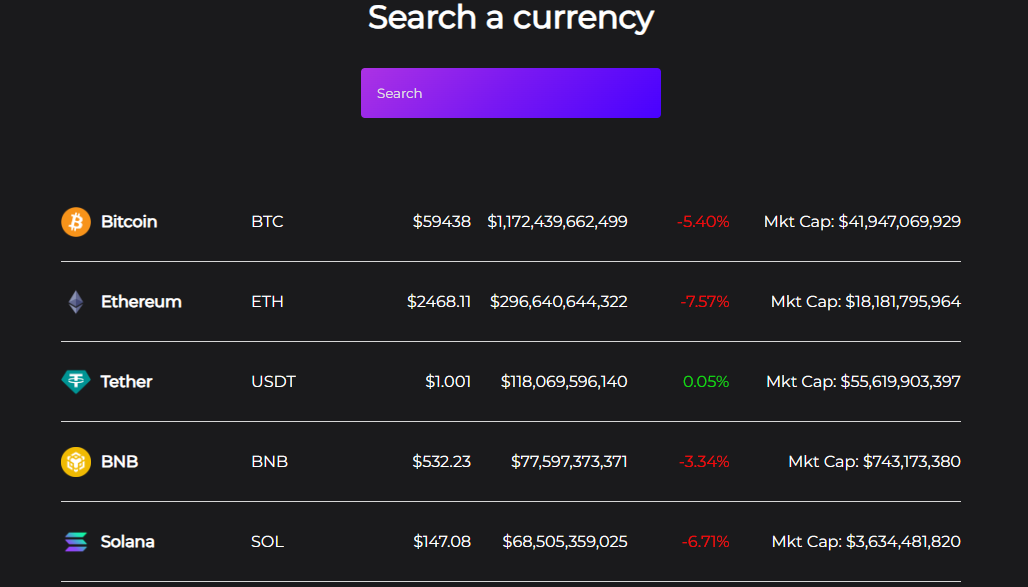 Search a currency
Search
Bitcoin BTC $59438 $1,172,439,662,499 -5.40% Mkt Cap: $41,947,069,929
Ethereum ETH $2468.11 $296,640,644,322 -7.57% Mkt Cap: $18,181,795,964
Tether USDT $1.001 $118,069,596,140 0.05% Mkt Cap: $55,619,903,397
BNB BNB $532.23 $77,597,373,371 -3.34% Mkt Cap: $743,173,380
Solana SOL $147.08 $68,505,359,025 -6.71% Mkt Cap: $3,634,481,820